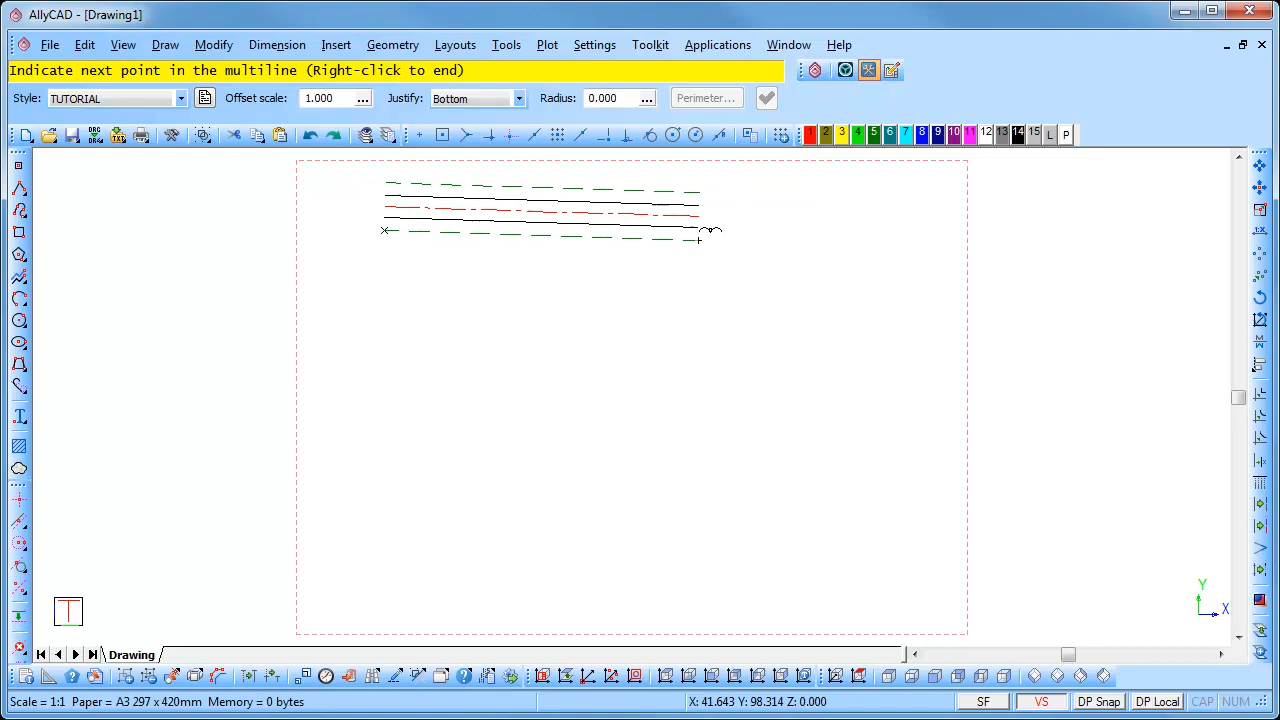 AllyCAD - [Drawing1]
File Edit View Draw Modify Dimension Insert Geometry Layouts Tools Plot Settings Toolkit Applications Window Help
Indicate next point in the multiline (Right-click to end)
Style: TUTORIAL Offset scale: 1.000 ... Justify: Bottom Radius: 0.000 ... Perimeter...
1 2 3 4 5 6 7 8 9 10 11 12 13 14 15 L P
Y
X
T
Drawing
Scale = 1:1 Paper = A3 297 x 420mm Memory = 0 bytes X: 41.643 Y: 98.314 Z: 0.000 SF VS DP Snap DP Local CAP NUM